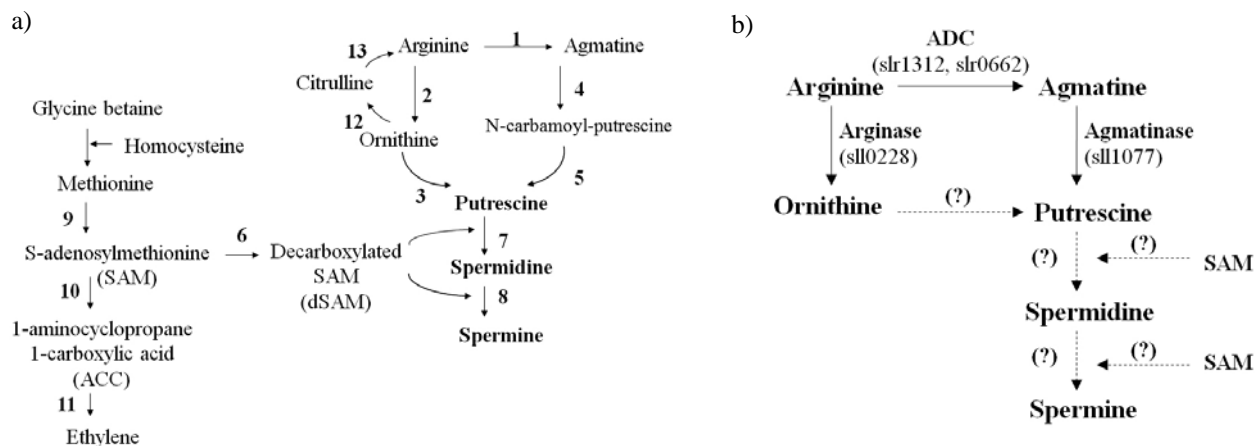 a)
13
Arginine
1
Agmatine
Citrulline
2
4
Glycine betaine
12
Ornithine
N-carbamoyl-putrescine
Homocysteine
Methionine
3
5
Putrescine
9
6
7
S-adenosylmethionine
(SAM)
Decarboxylated
SAM
(dSAM)
Spermidine
10
8
1-aminocyclopropane
1-carboxylic acid
(ACC)
Spermine
11
Ethylene
b)
ADC
(slr1312, slr0662)
Arginine
Agmatine
Arginase
(sll0228)
Agmatinase
(sll1077)
Ornithine
(?)
Putrescine
(?)
(?)
SAM
Spermidine
(?)
(?)
SAM
Spermine